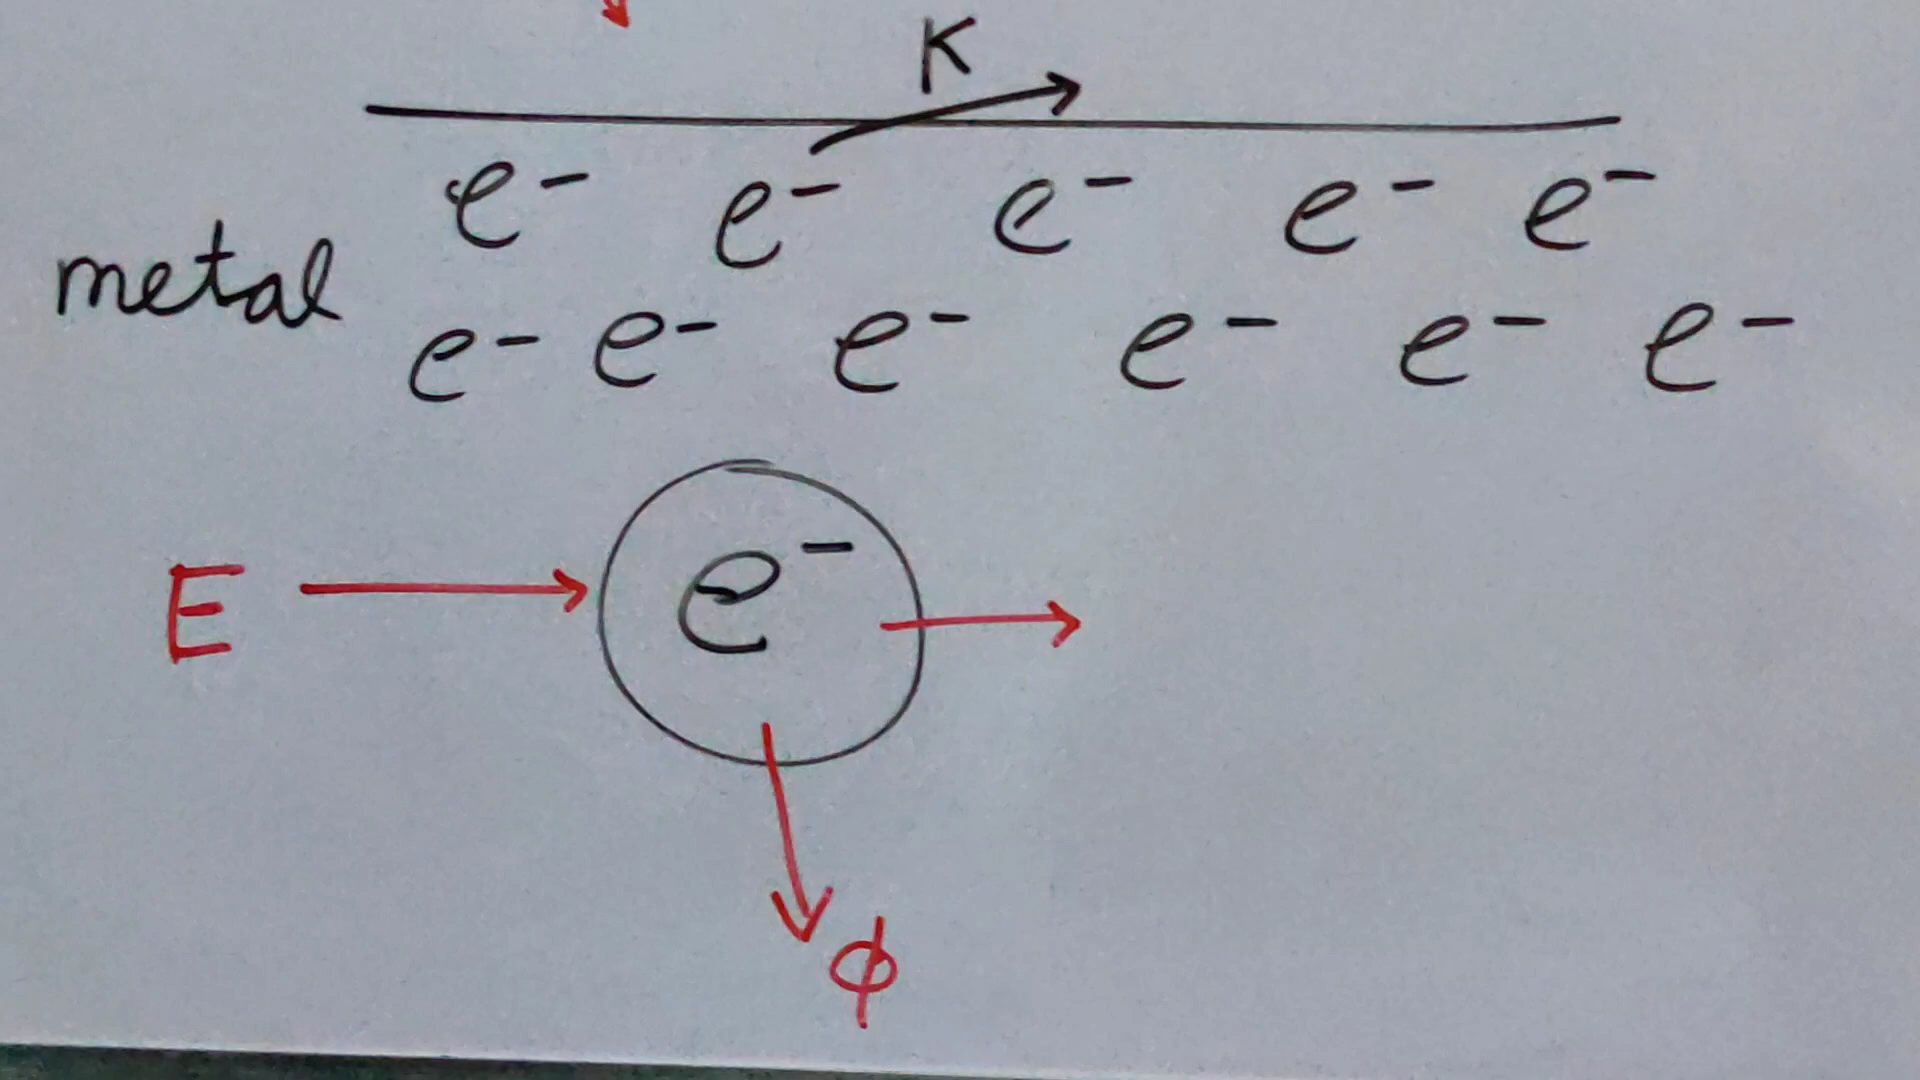 K
e⁻ e⁻ e⁻ e⁻ e⁻
metal
e⁻ e⁻ e⁻ e⁻ e⁻ e⁻
E e⁻
ϕ